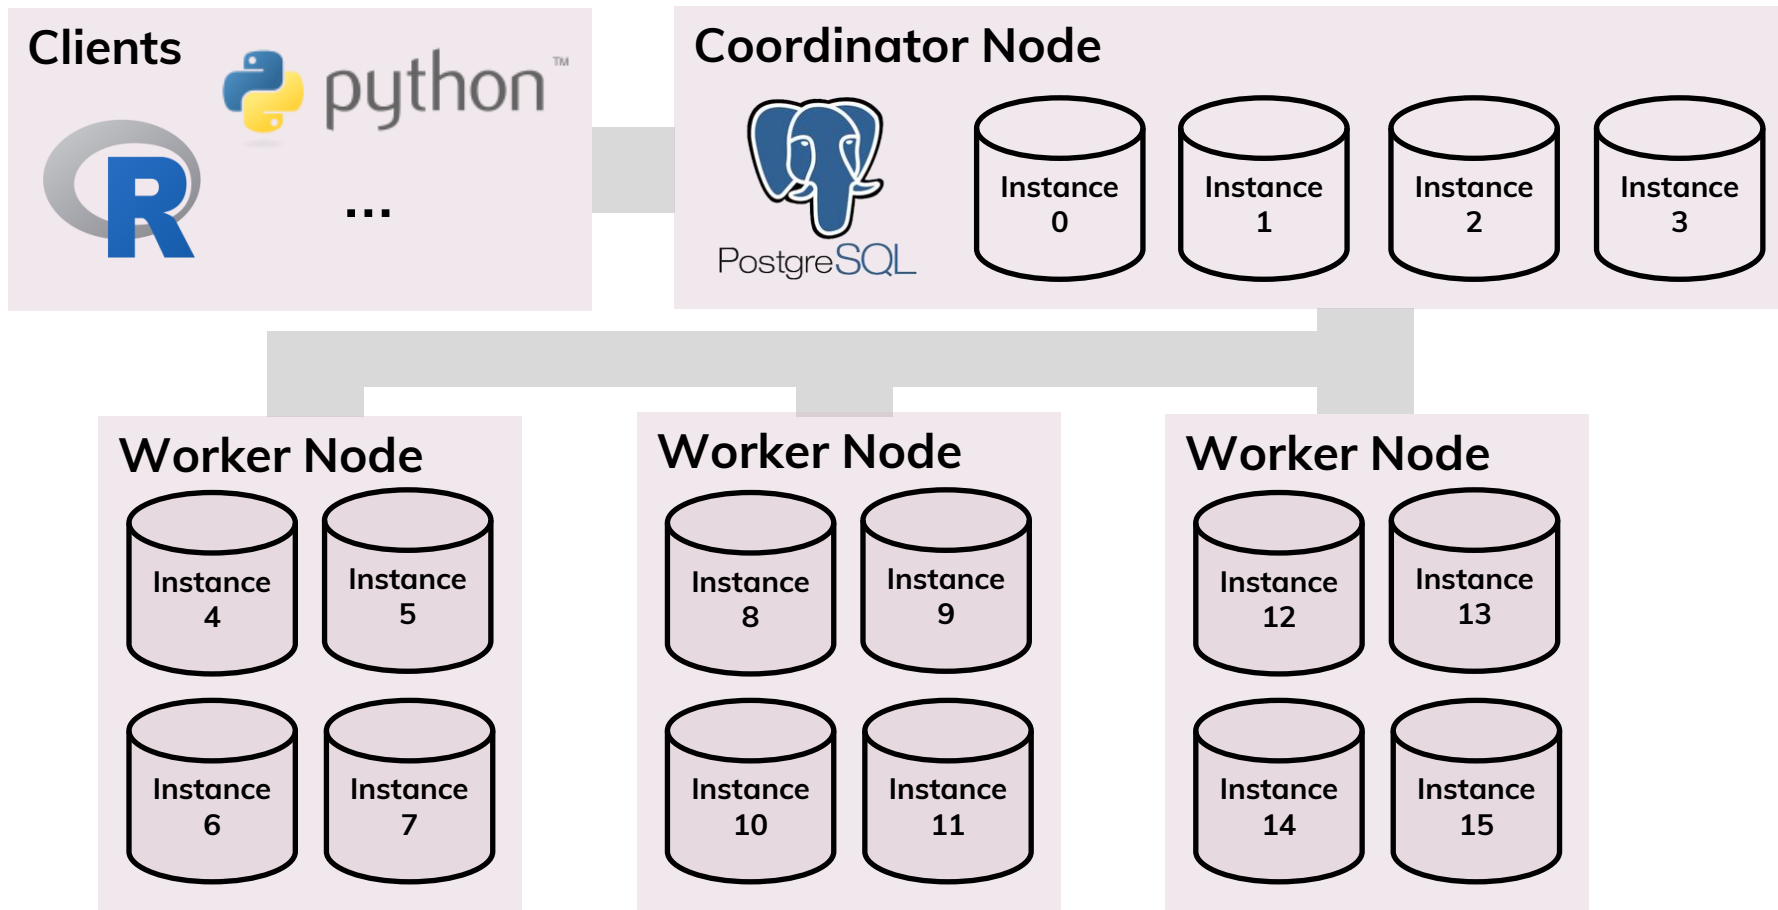 Clients
python™
R
...
Coordinator Node
PostgreSQL
Instance
0
Instance
1
Instance
2
Instance
3
Worker Node
Instance
4
Instance
5
Instance
6
Instance
7
Worker Node
Instance
8
Instance
9
Instance
10
Instance
11
Worker Node
Instance
12
Instance
13
Instance
14
Instance
15